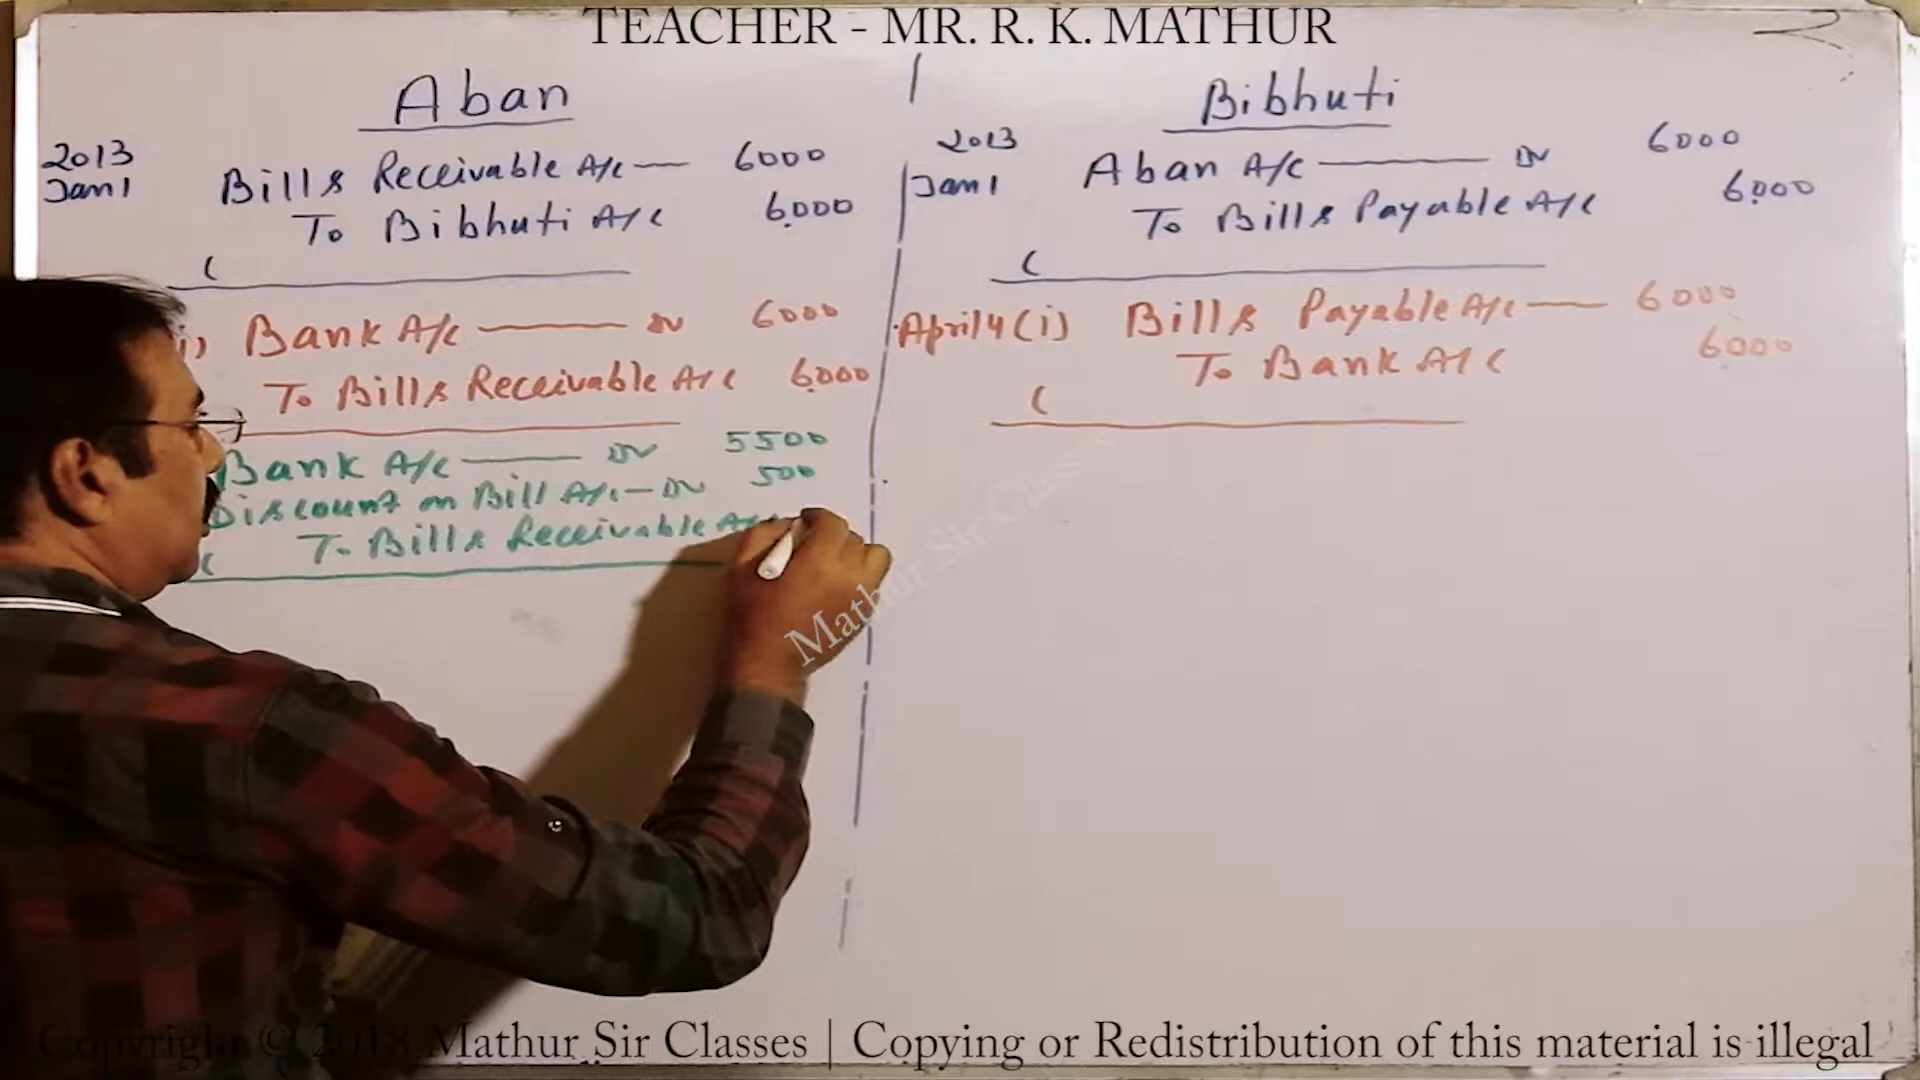 TEACHER - MR. R. K. MATHUR
Aban
2013
Jan 1
Bills Receivable A/c — 6000
To Bibhuti A/c 6000
(
i) Bank A/c — Dr 6000
To Bills Receivable A/c 6000
Bank A/c — Dr 5500
Discount on Bill A/c — Dr 500
To Bills Receivable
(
Bibhuti
2013
Jan 1
Aban A/c — Dr 6000
To Bills Payable A/c 6000
(
April 4 (i) Bills Payable A/c — 6000
To Bank A/c 6000
(
Mathur Sir Classes
Copyright © 2018 Mathur Sir Classes | Copying or Redistribution of this material is illegal